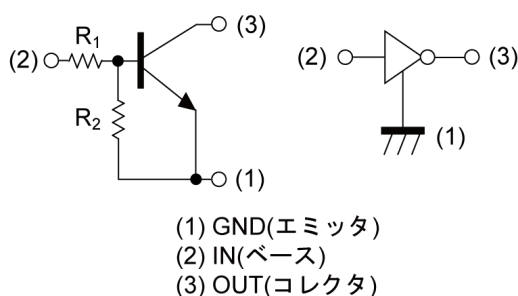 R1
(3)
(2)
R2
(1)
(2)
(3)
(1)
(1) GND(エミッタ)
(2) IN(ベース)
(3) OUT(コレクタ)